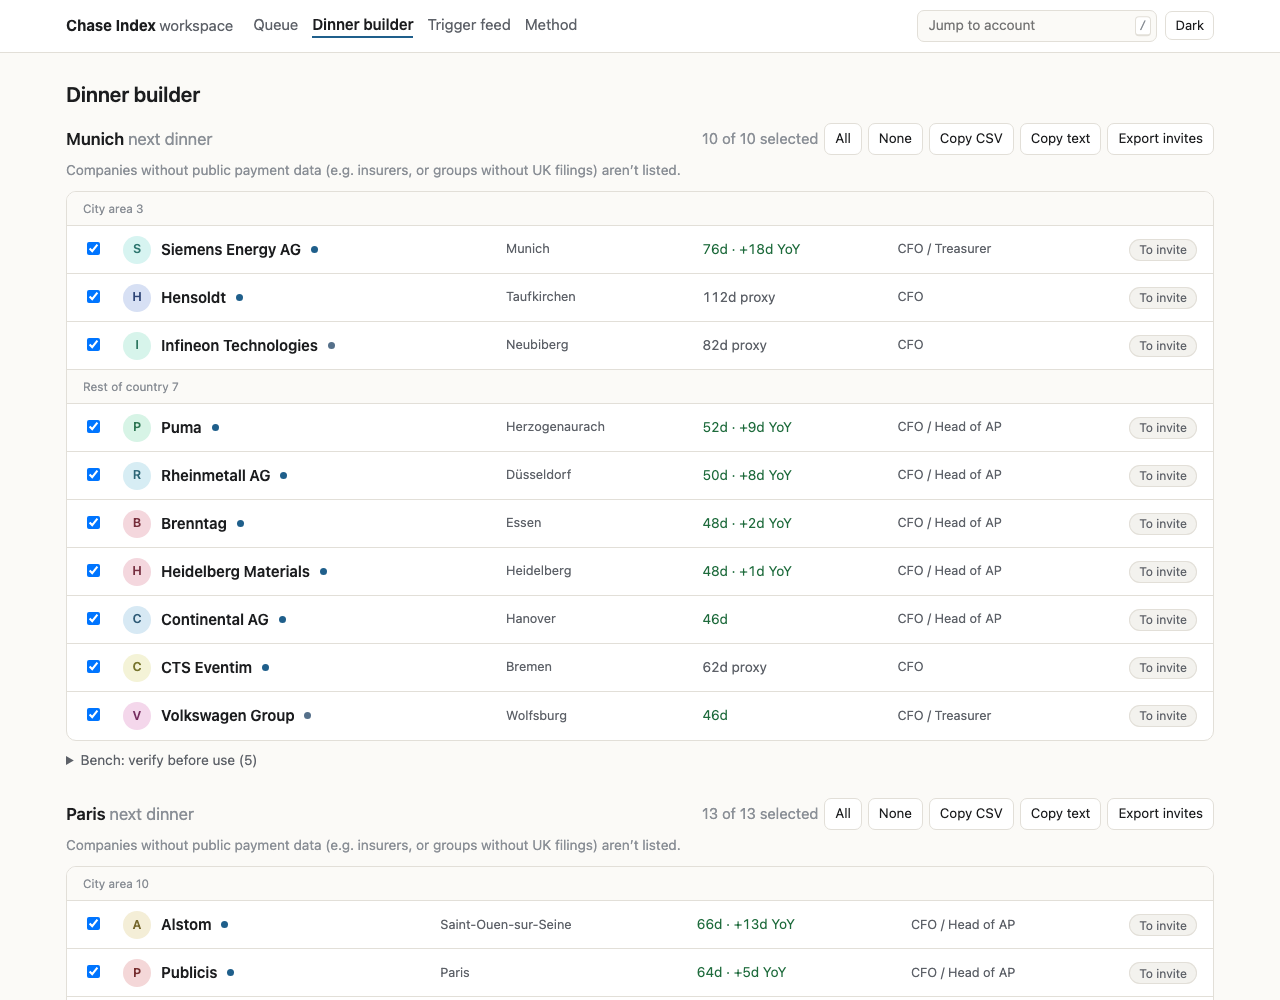 Chase Index workspace Queue Dinner builder Trigger feed Method Jump to account / Dark
Dinner builder
Munich next dinner 10 of 10 selected All None Copy CSV Copy text Export invites
Companies without public payment data (e.g. insurers, or groups without UK filings) aren’t listed.
City area 3
S Siemens Energy AG Munich 76d · +18d YoY CFO / Treasurer To invite
H Hensoldt Taufkirchen 112d proxy CFO To invite
I Infineon Technologies Neubiberg 82d proxy CFO To invite
Rest of country 7
P Puma Herzogenaurach 52d · +9d YoY CFO / Head of AP To invite
R Rheinmetall AG Düsseldorf 50d · +8d YoY CFO / Head of AP To invite
B Brenntag Essen 48d · +2d YoY CFO / Head of AP To invite
H Heidelberg Materials Heidelberg 48d · +1d YoY CFO / Head of AP To invite
C Continental AG Hanover 46d CFO / Head of AP To invite
C CTS Eventim Bremen 62d proxy CFO To invite
V Volkswagen Group Wolfsburg 46d CFO / Treasurer To invite
Bench: verify before use (5)
Paris next dinner 13 of 13 selected All None Copy CSV Copy text Export invites
Companies without public payment data (e.g. insurers, or groups without UK filings) aren’t listed.
City area 10
A Alstom Saint-Ouen-sur-Seine 66d · +13d YoY CFO / Head of AP To invite
P Publicis Paris 64d · +5d YoY CFO / Head of AP To invite